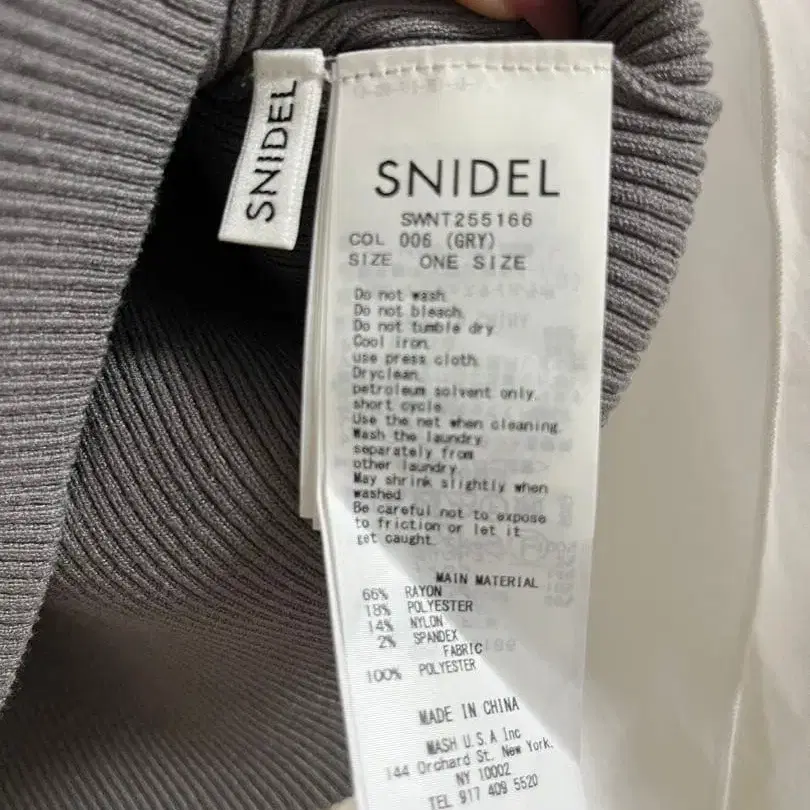 SNIDEL
SNIDEL
SWNT255166
COL 006 (GRY)
SIZE ONE SIZE
Do not wash.
Do not bleach.
Do not tumble dry
Cool iron.
use press cloth.
Dryclean.
petroleum solvent only.
short cycle.
Use the net when cleaning.
Wash the laundry
separately from
other laundry.
May shrink slightly when
washed.
Be careful not to expose
to friction or let it
get caught.
MAIN MATERIAL
66% RAYON
18% POLYESTER
14% NYLON
2% SPANDEX
FABRIC
100% POLYESTER
MADE IN CHINA
MASH U.S.A Inc
144 Orchard St. New York.
NY 10002
TEL 917 409 5520